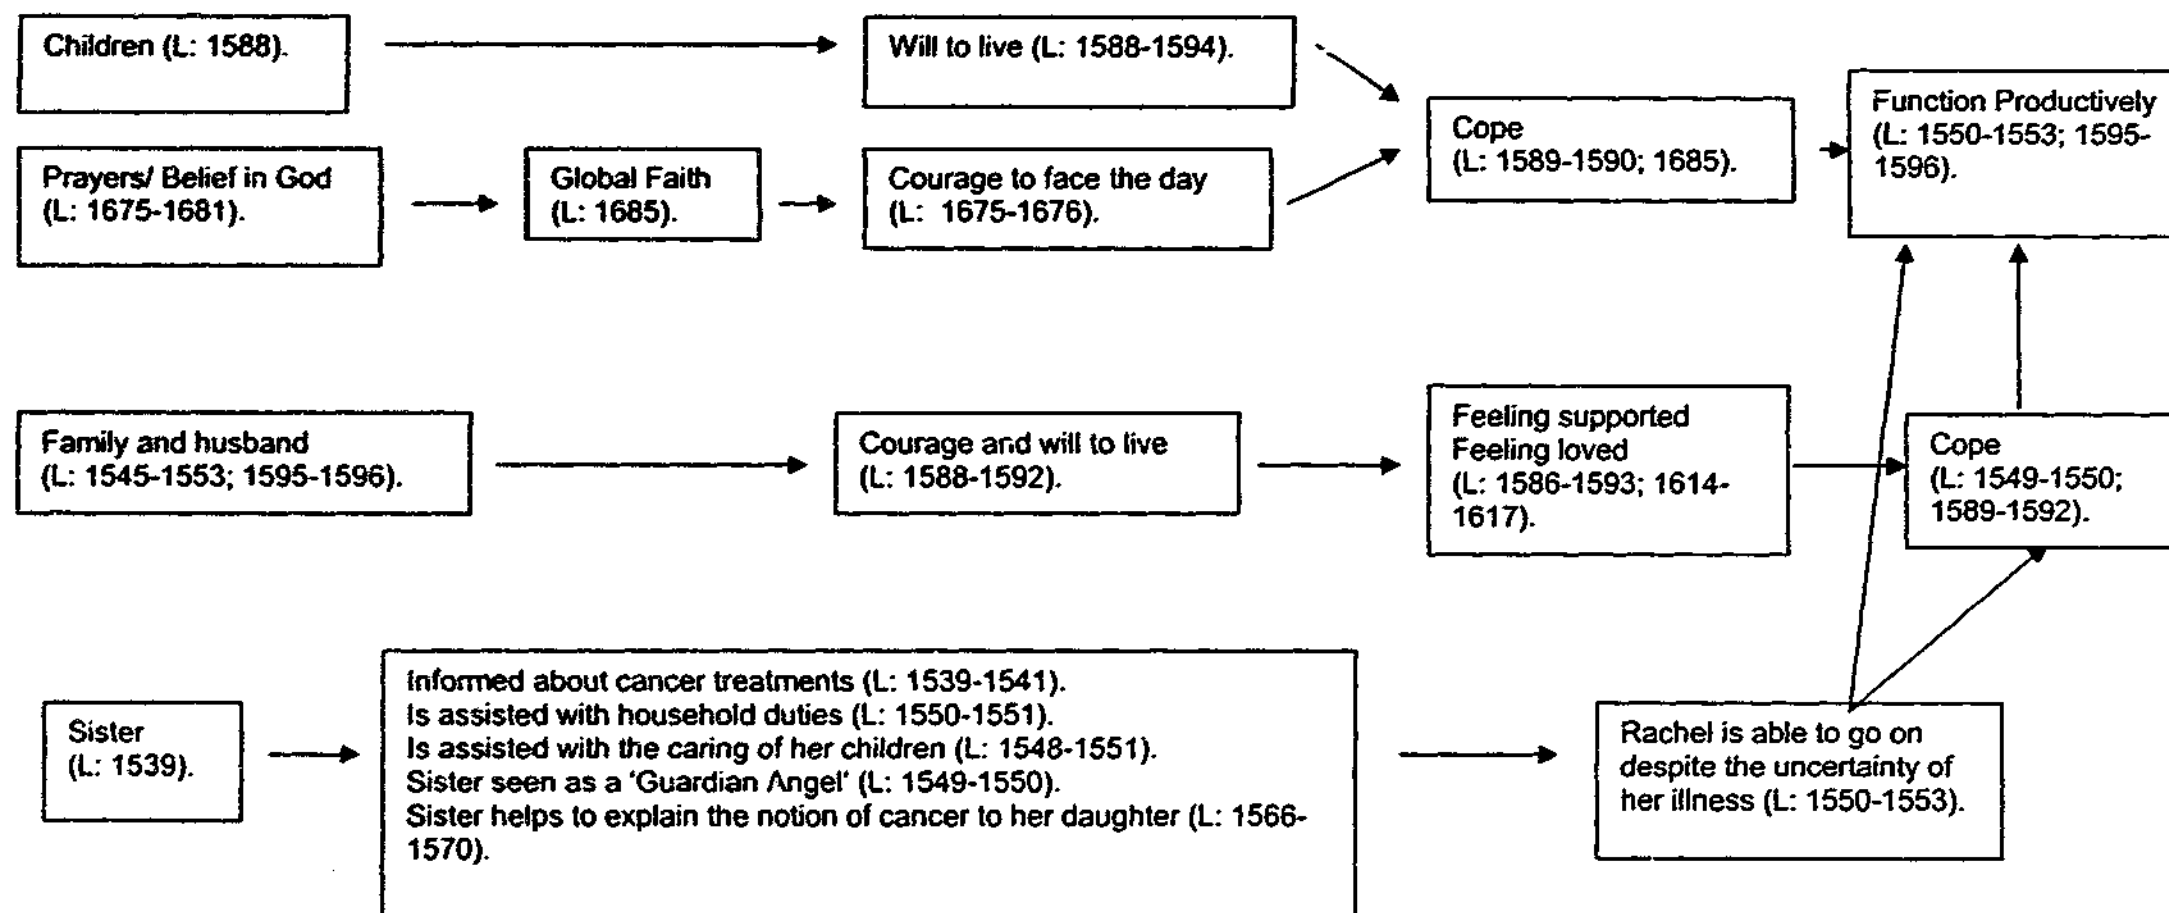 Children (L: 1588).
Will to live (L: 1588-1594).
Cope
(L: 1589-1590; 1685).
Function Productively
(L: 1550-1553; 1595-
1596).
Prayers/ Belief in God
(L: 1675-1681).
Global Faith
(L: 1685).
Courage to face the day
(L: 1675-1676).
Family and husband
(L: 1545-1553; 1595-1596).
Courage and will to live
(L: 1588-1592).
Feeling supported
Feeling loved
(L: 1586-1593; 1614-
1617).
Cope
(L: 1549-1550;
1589-1592).
Sister
(L: 1539).
Informed about cancer treatments (L: 1539-1541).
Is assisted with household duties (L: 1550-1551).
Is assisted with the caring of her children (L: 1548-1551).
Sister seen as a 'Guardian Angel' (L: 1549-1550).
Sister helps to explain the notion of cancer to her daughter (L: 1566-
1570).
Rachel is able to go on
despite the uncertainty of
her illness (L: 1550-1553).